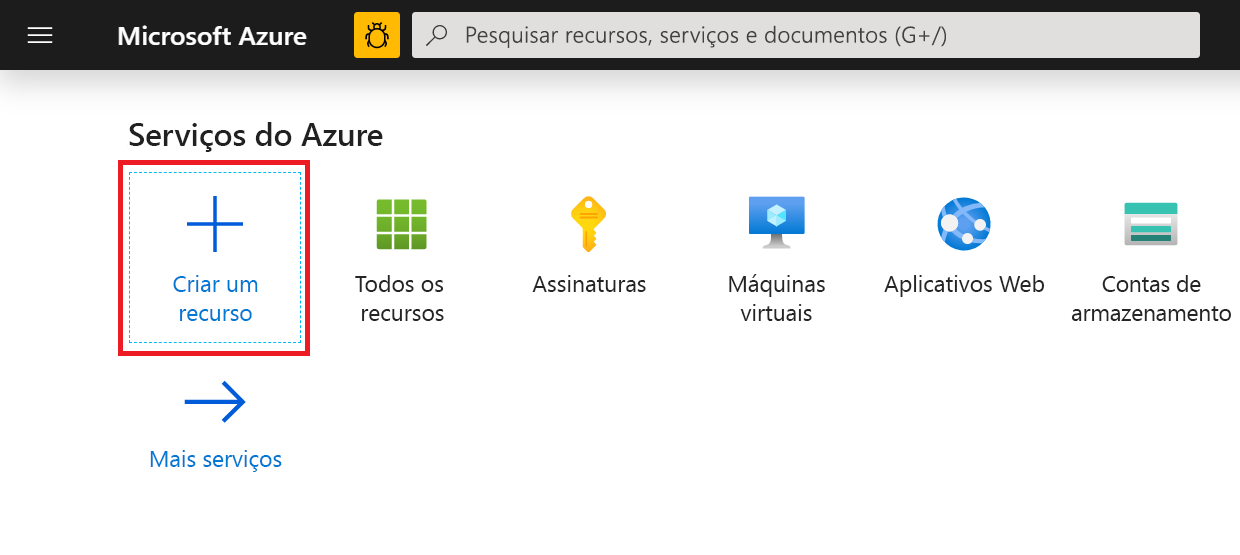 Microsoft Azure
Pesquisar recursos, serviços e documentos (G+/)
Serviços do Azure
Criar um
recurso
Todos os
recursos
Assinaturas
Máquinas
virtuais
Aplicativos Web
Contas de
armazenamento
Mais serviços